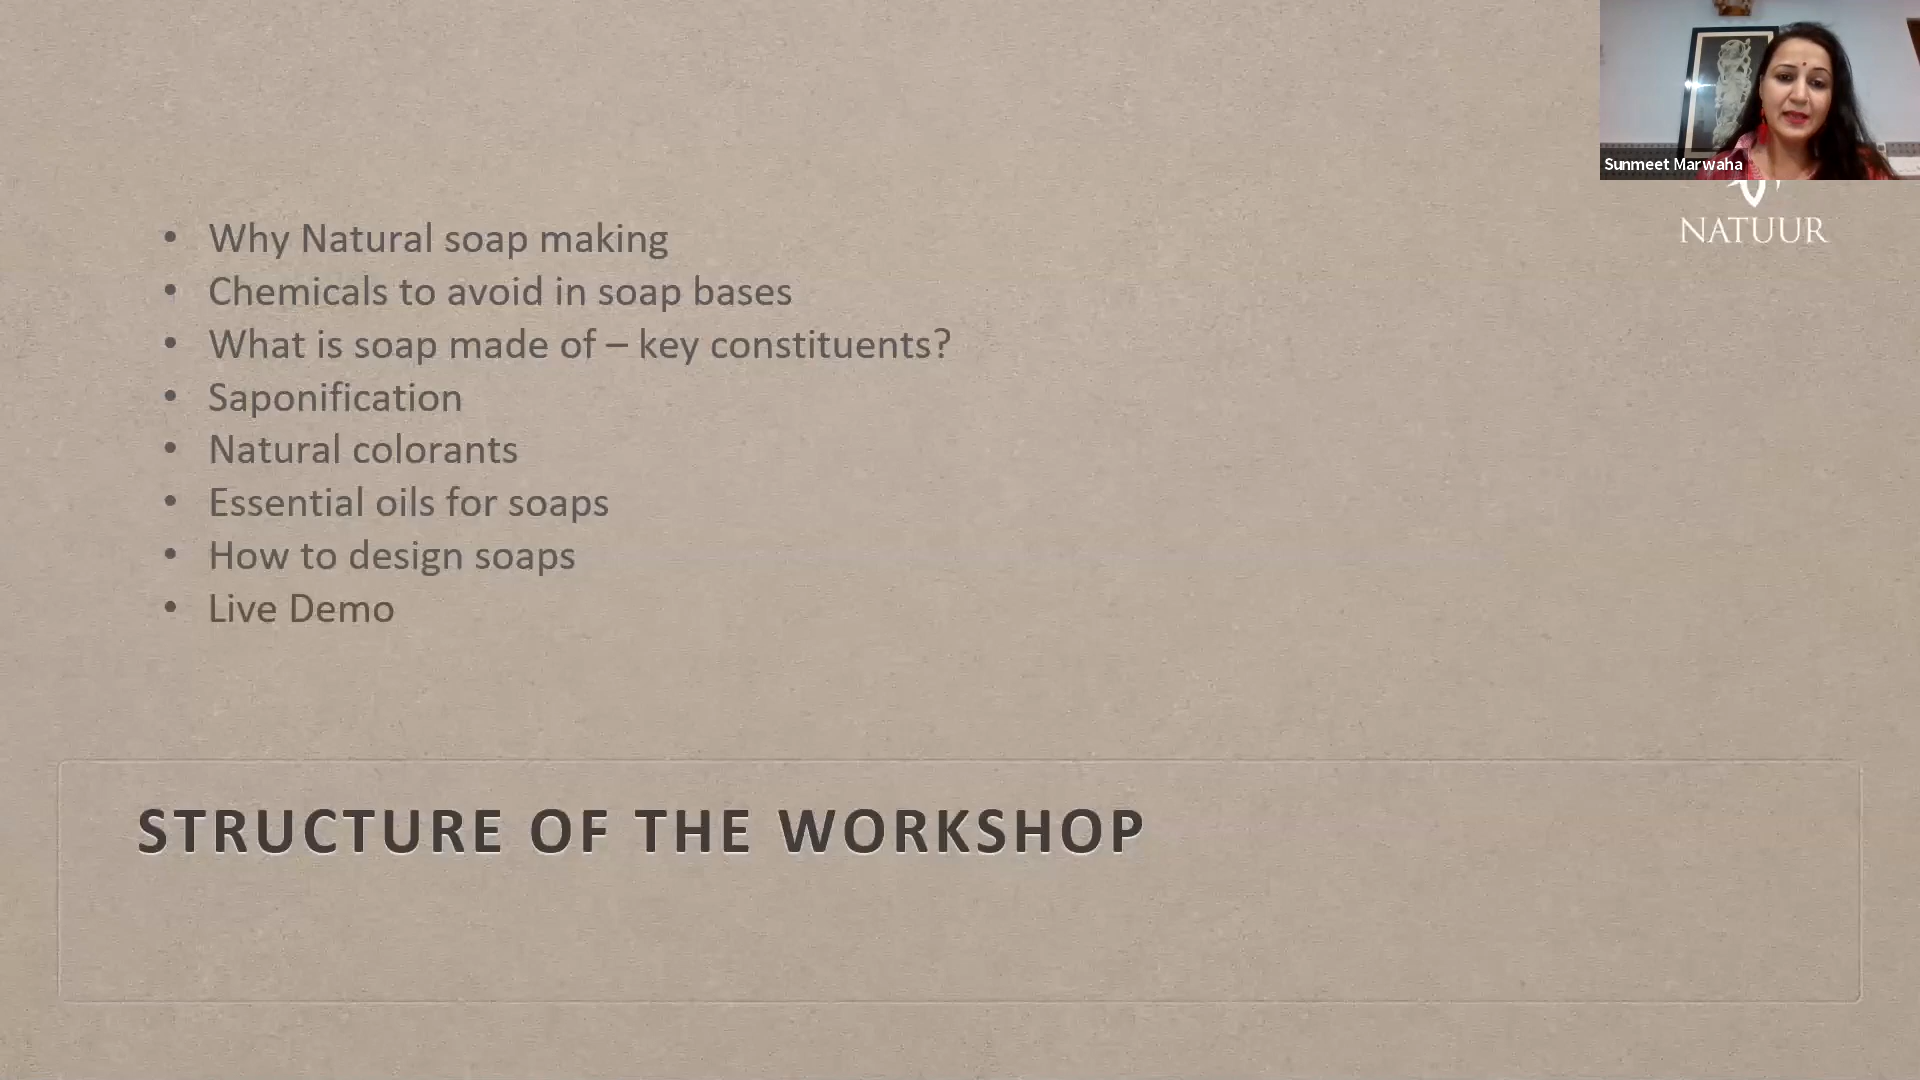 Sunmeet Marwaha
NATUUR
• Why Natural soap making
• Chemicals to avoid in soap bases
• What is soap made of – key constituents?
• Saponification
• Natural colorants
• Essential oils for soaps
• How to design soaps
• Live Demo
STRUCTURE OF THE WORKSHOP